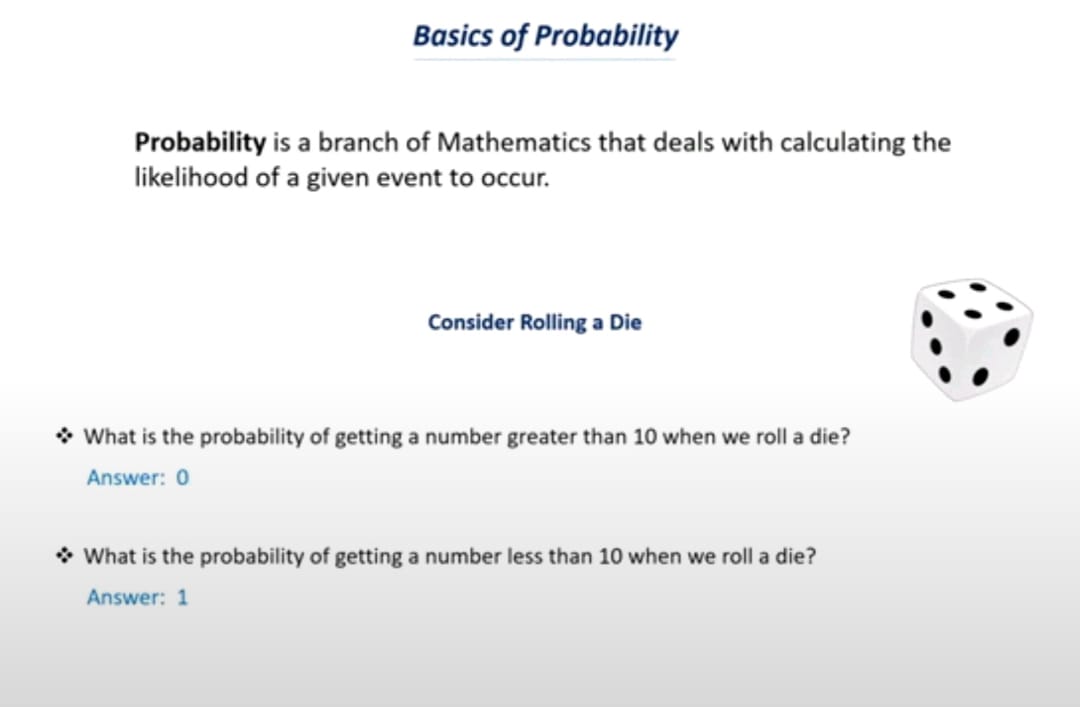 Basics of Probability
Probability is a branch of Mathematics that deals with calculating the
likelihood of a given event to occur.
Consider Rolling a Die
❖ What is the probability of getting a number greater than 10 when we roll a die?
Answer: 0
❖ What is the probability of getting a number less than 10 when we roll a die?
Answer: 1